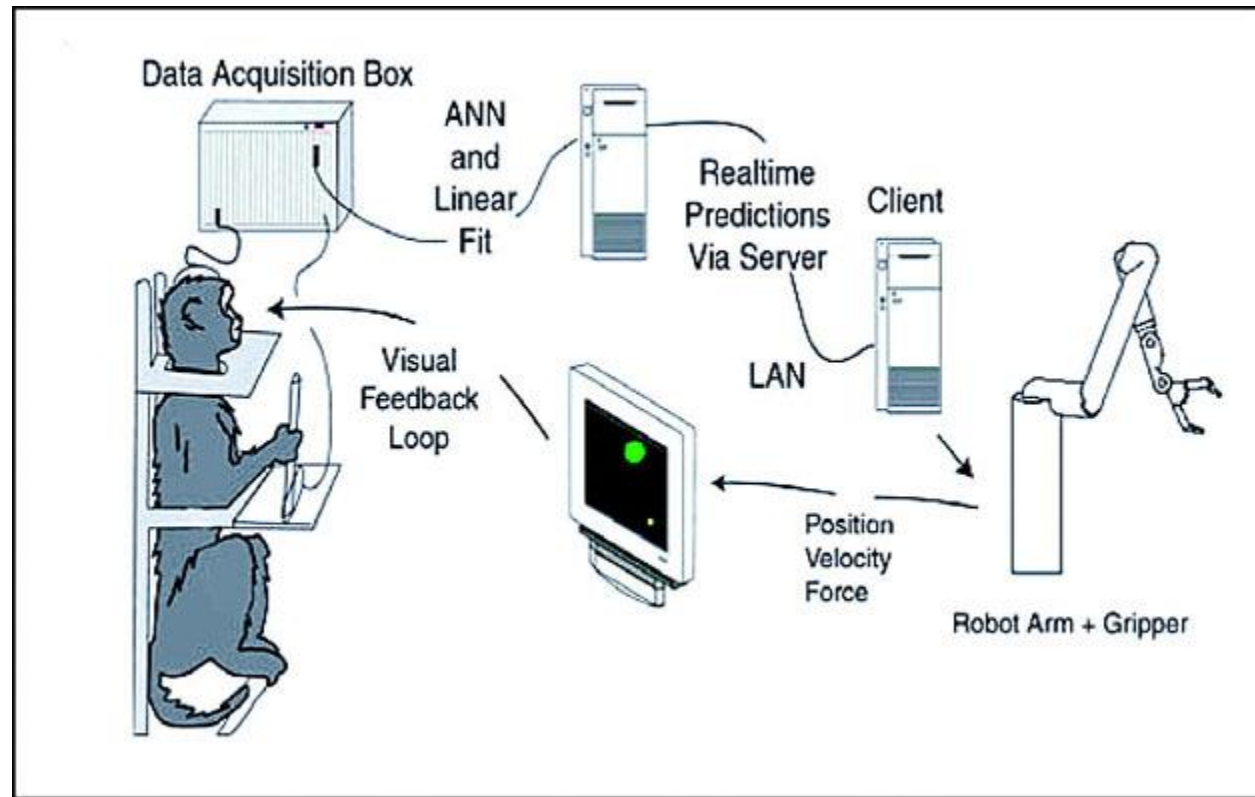 Data Acquisition Box
ANN
and
Linear
Fit
Realtime
Predictions
Via Server
Client
LAN
Visual
Feedback
Loop
Position
Velocity
Force
Robot Arm + Gripper